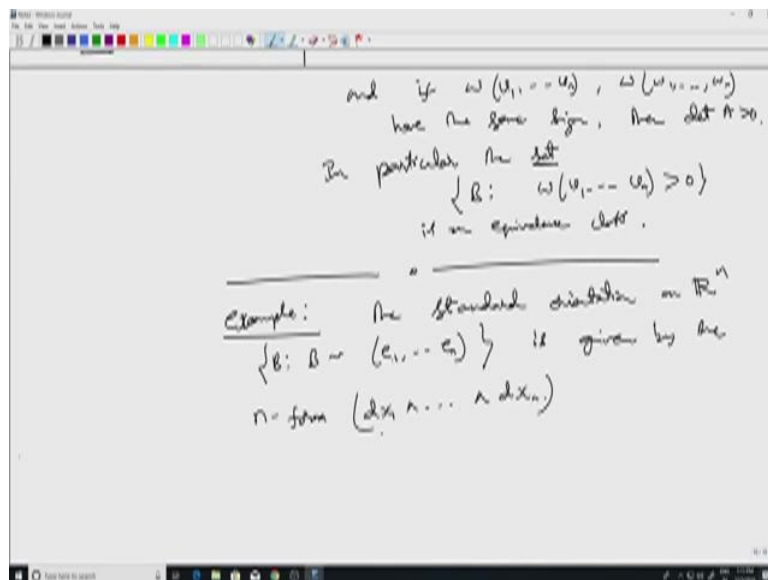 and if ω(v₁, -- vₙ), ω(w₁, --, wₙ)
have the same sign, then det A > 0.
In particular the set
{B: ω(v₁, --- vₙ) > 0}
is an equivalence class.
example: The standard orientation on ℝⁿ
{B: B ~ (e₁, .. eₙ)} is given by the
n-form (dx₁ ∧ ... ∧ dxₙ)